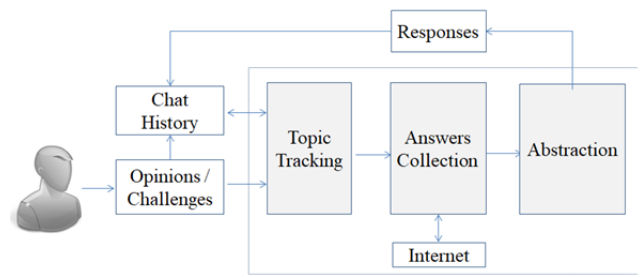 Responses
Chat
History
Topic
Tracking
Answers
Collection
Abstraction
Opinions /
Challenges
Internet